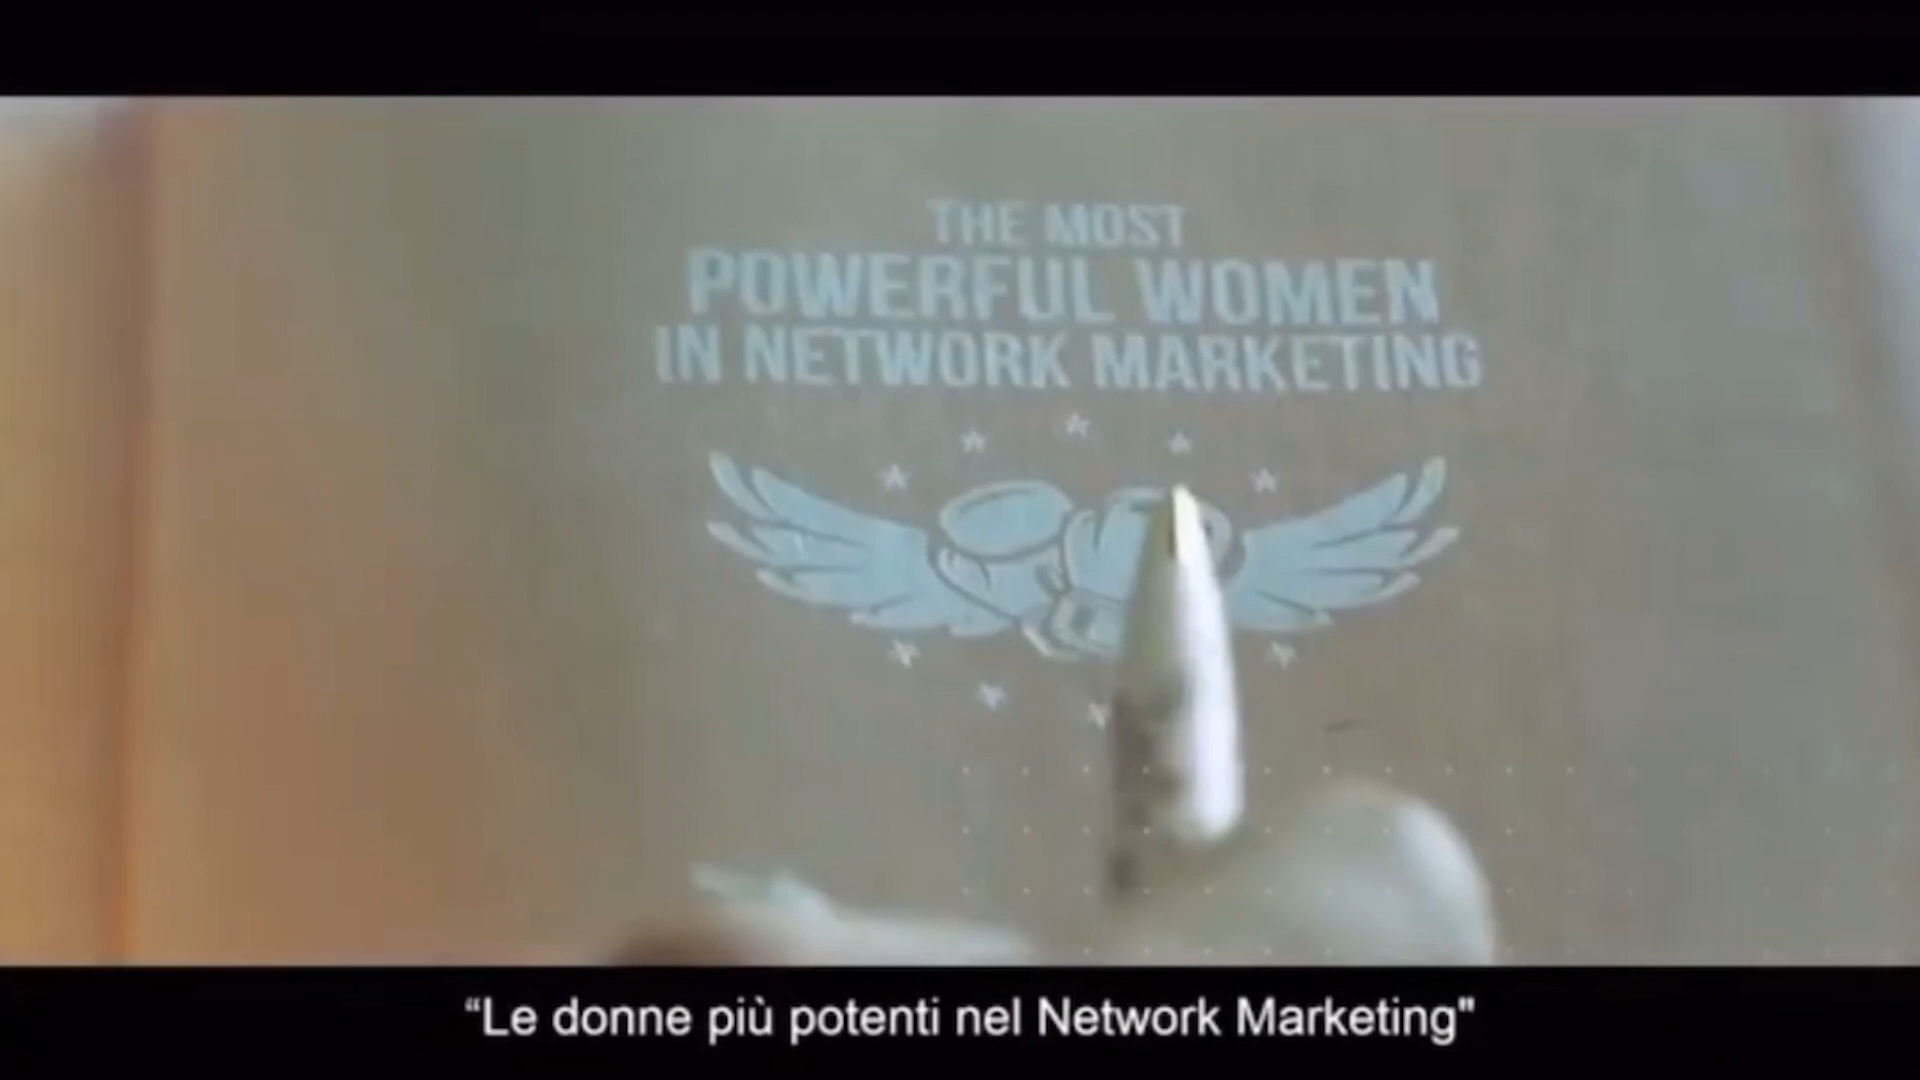 THE MOST
POWERFUL WOMEN
IN NETWORK MARKETING
“Le donne più potenti nel Network Marketing"